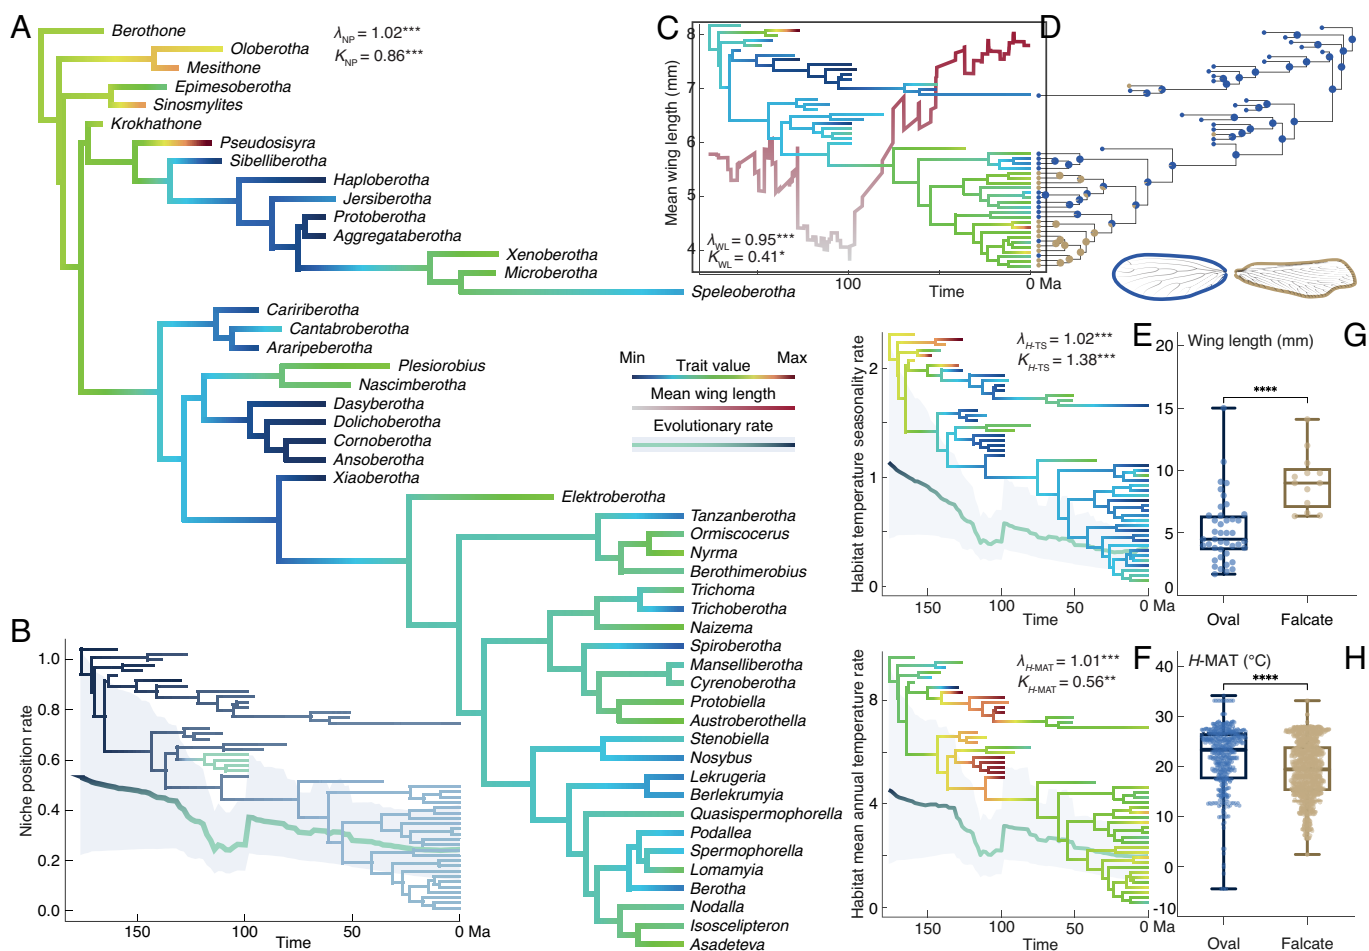 A
λNP = 1.02***
KNP = 0.86***
Berothone
Oloberotha
Mesithone
Epimesoberotha
Sinosmylites
Krokhathone
Pseudosisyra
Sibelliberotha
Haploberotha
Jersiberotha
Protoberotha
Aggregataberotha
Xenoberotha
Microberotha
Speleoberotha
Caririberotha
Cantabroberotha
Araripeberotha
Plesiorobius
Nascimberotha
Dasyberotha
Dolichoberotha
Cornoberotha
Ansoberotha
Xiaoberotha
Elektroberotha
Tanzanberotha
Ormiscocerus
Nyrma
Berothimerobius
Trichoma
Trichoberotha
Naizema
Spiroberotha
Manselliberotha
Cyrenoberotha
Protobiella
Austroberothella
Stenobiella
Nosybus
Lekrugeria
Berlekrumyia
Quasispermophorella
Podallea
Spermophorella
Lomamyia
Berotha
Nodalla
Isoscelipteron
Asadeteva
Min Max
Trait value
Mean wing length
Evolutionary rate
B
Niche position rate
1.0
0.8
0.6
0.4
0.2
0.0
150 100 50 0 Ma
Time
C
Mean wing length (mm)
8
7
6
5
4
λWL = 0.95***
KWL = 0.41*
100 0 Ma
Time
D
E
Habitat temperature seasonality rate
2
1
0
λH-TS = 1.02***
KH-TS = 1.38***
150 100 50 0 Ma
Time
F
Habitat mean annual temperature rate
8
4
0
λH-MAT = 1.01***
KH-MAT = 0.56**
150 100 50 0 Ma
Time
G
Wing length (mm)
20
15
10
5
0
****
Oval Falcate
H
H-MAT (°C)
40
30
20
10
0
-10
****
Oval Falcate